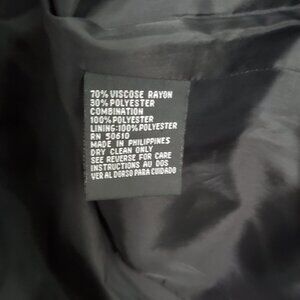 70% VISCOSE RAYON
30% POLYESTER
COMBINATION
100% POLYESTER
LINING:100% POLYESTER
RN 50610
MADE IN PHILIPPINES
DRY CLEAN ONLY
SEE REVERSE FOR CARE
INSTRUCTIONS AU DOS
VER AL DORSO PARA CUIDADO